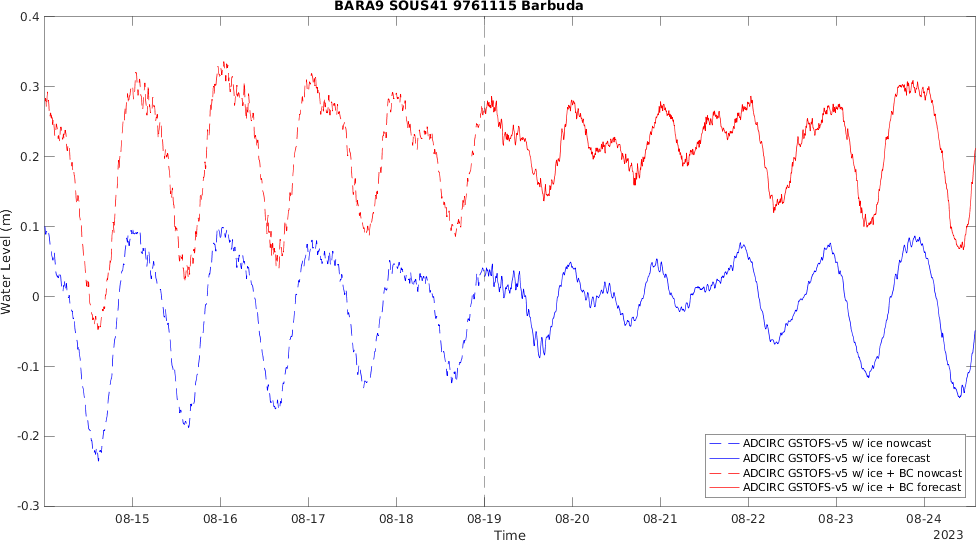 BARA9 SOUS41 9761115 Barbuda
0.4
0.3
0.2
0.1
0
-0.1
-0.2
-0.3
Water Level (m)
ADCIRC GSTOFS-v5 w/ ice nowcast
ADCIRC GSTOFS-v5 w/ ice forecast
ADCIRC GSTOFS-v5 w/ ice + BC nowcast
ADCIRC GSTOFS-v5 w/ ice + BC forecast
08-15 08-16 08-17 08-18 08-19 08-20 08-21 08-22 08-23 08-24
Time
2023